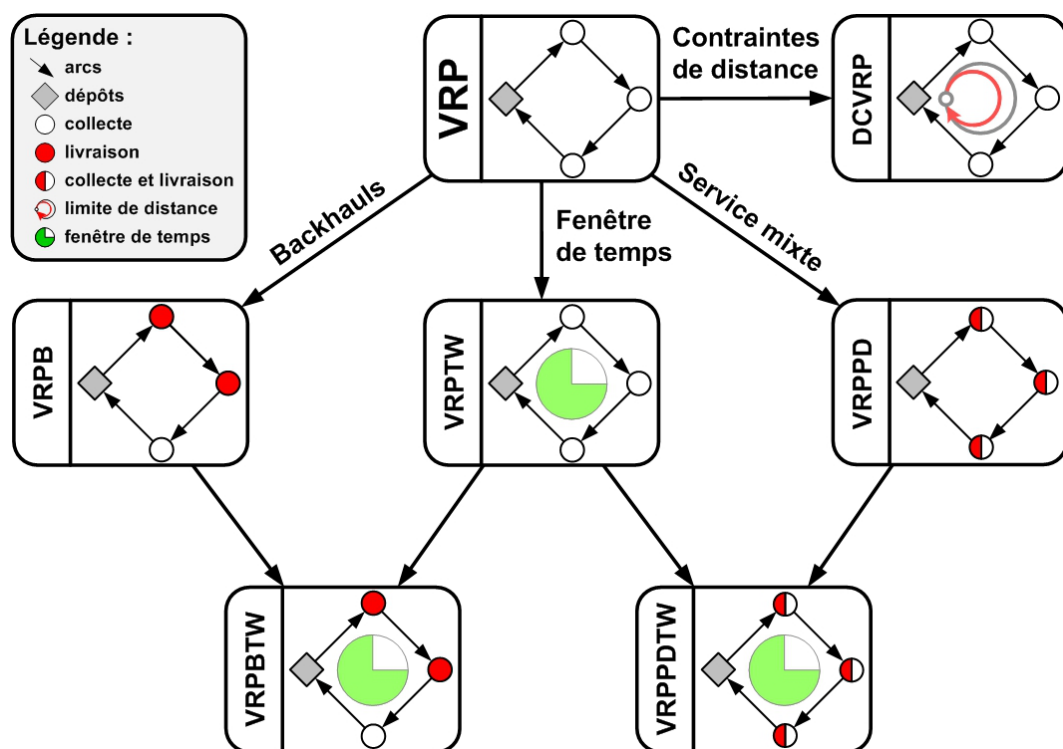 Légende :
arcs
dépôts
collecte
livraison
collecte et livraison
limite de distance
fenêtre de temps
VRP
Contraintes
de distance
DCVRP
Backhauls
Fenêtre
de temps
Service mixte
VRPB
VRPTW
VRPPD
VRPBTW
VRPPDTW